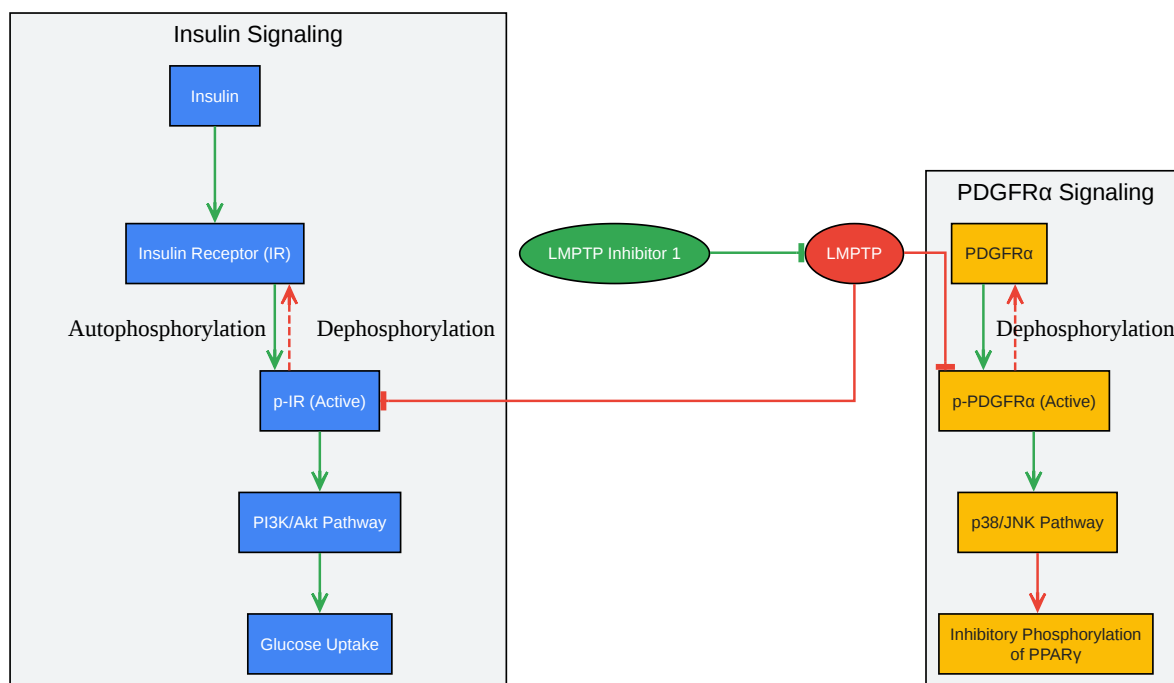 Insulin Signaling
Insulin
Insulin Receptor (IR)
Autophosphorylation
Dephosphorylation
p-IR (Active)
PI3K/Akt Pathway
Glucose Uptake
LMPTP Inhibitor 1
LMPTP
PDGFRα Signaling
PDGFRα
Dephosphorylation
p-PDGFRα (Active)
p38/JNK Pathway
Inhibitory Phosphorylation
of PPARγ